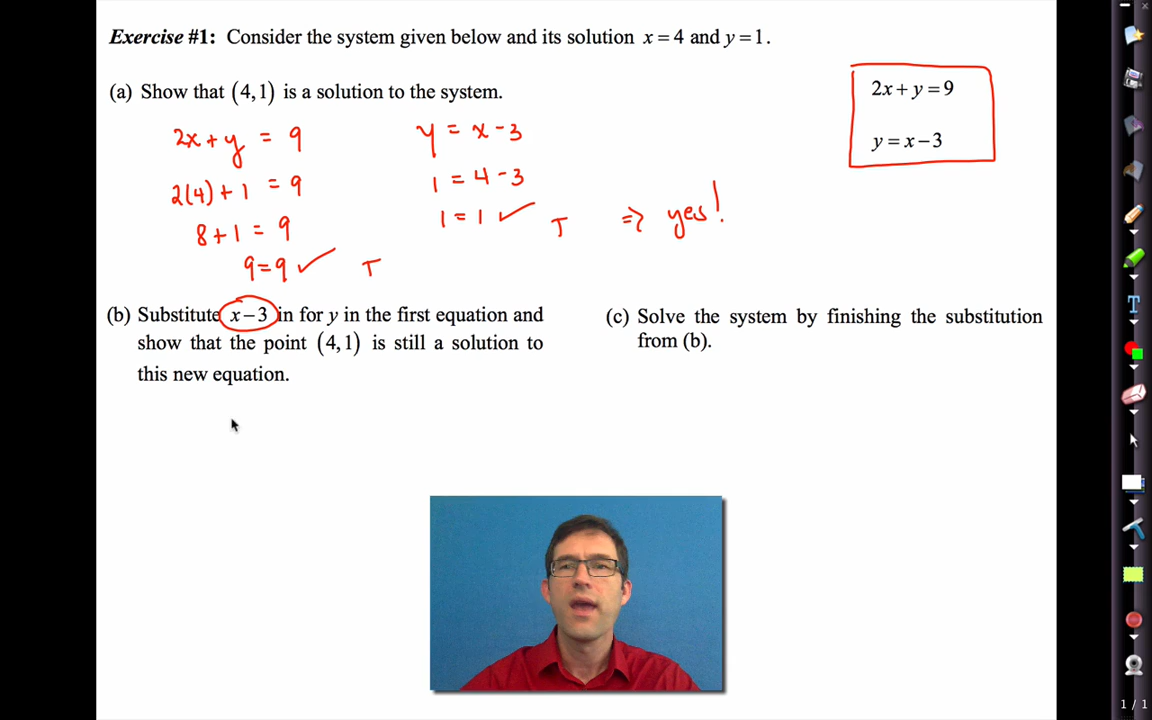 Exercise #1: Consider the system given below and its solution x = 4 and y = 1.
(a) Show that (4,1) is a solution to the system.
2x + y = 9
y = x − 3
2x + y = 9
2(4) + 1 = 9
8 + 1 = 9
9 = 9 ✓ T
y = x - 3
1 = 4 - 3
1 = 1 ✓ T ⇒ yes!
(b) Substitute x − 3 in for y in the first equation and
show that the point (4,1) is still a solution to
this new equation.
(c) Solve the system by finishing the substitution
from (b).
T
1 / 1